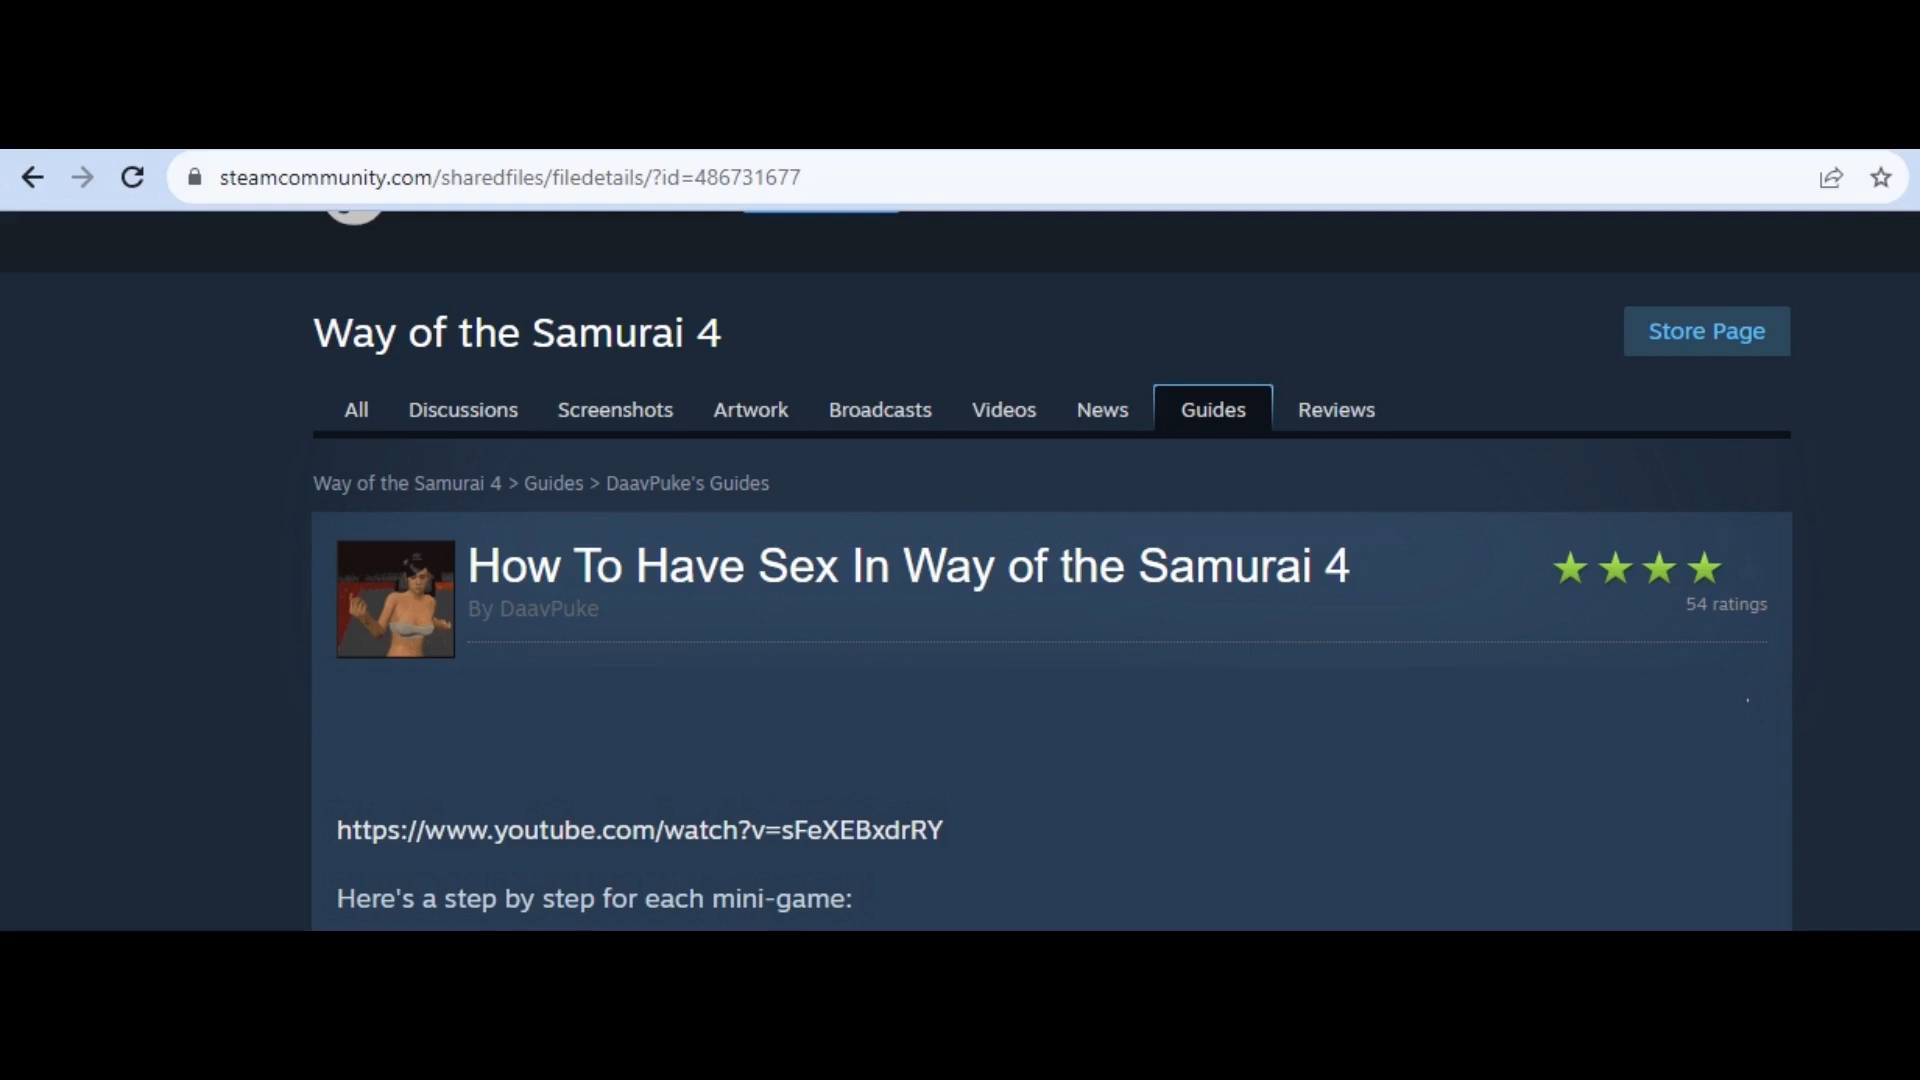 steamcommunity.com/sharedfiles/filedetails/?id=486731677
Way of the Samurai 4
Store Page
All Discussions Screenshots Artwork Broadcasts Videos News Guides Reviews
Way of the Samurai 4 > Guides > DaavPuke's Guides
How To Have Sex In Way of the Samurai 4
By DaavPuke
54 ratings
https://www.youtube.com/watch?v=sFeXEBxdrRY
Here's a step by step for each mini-game: